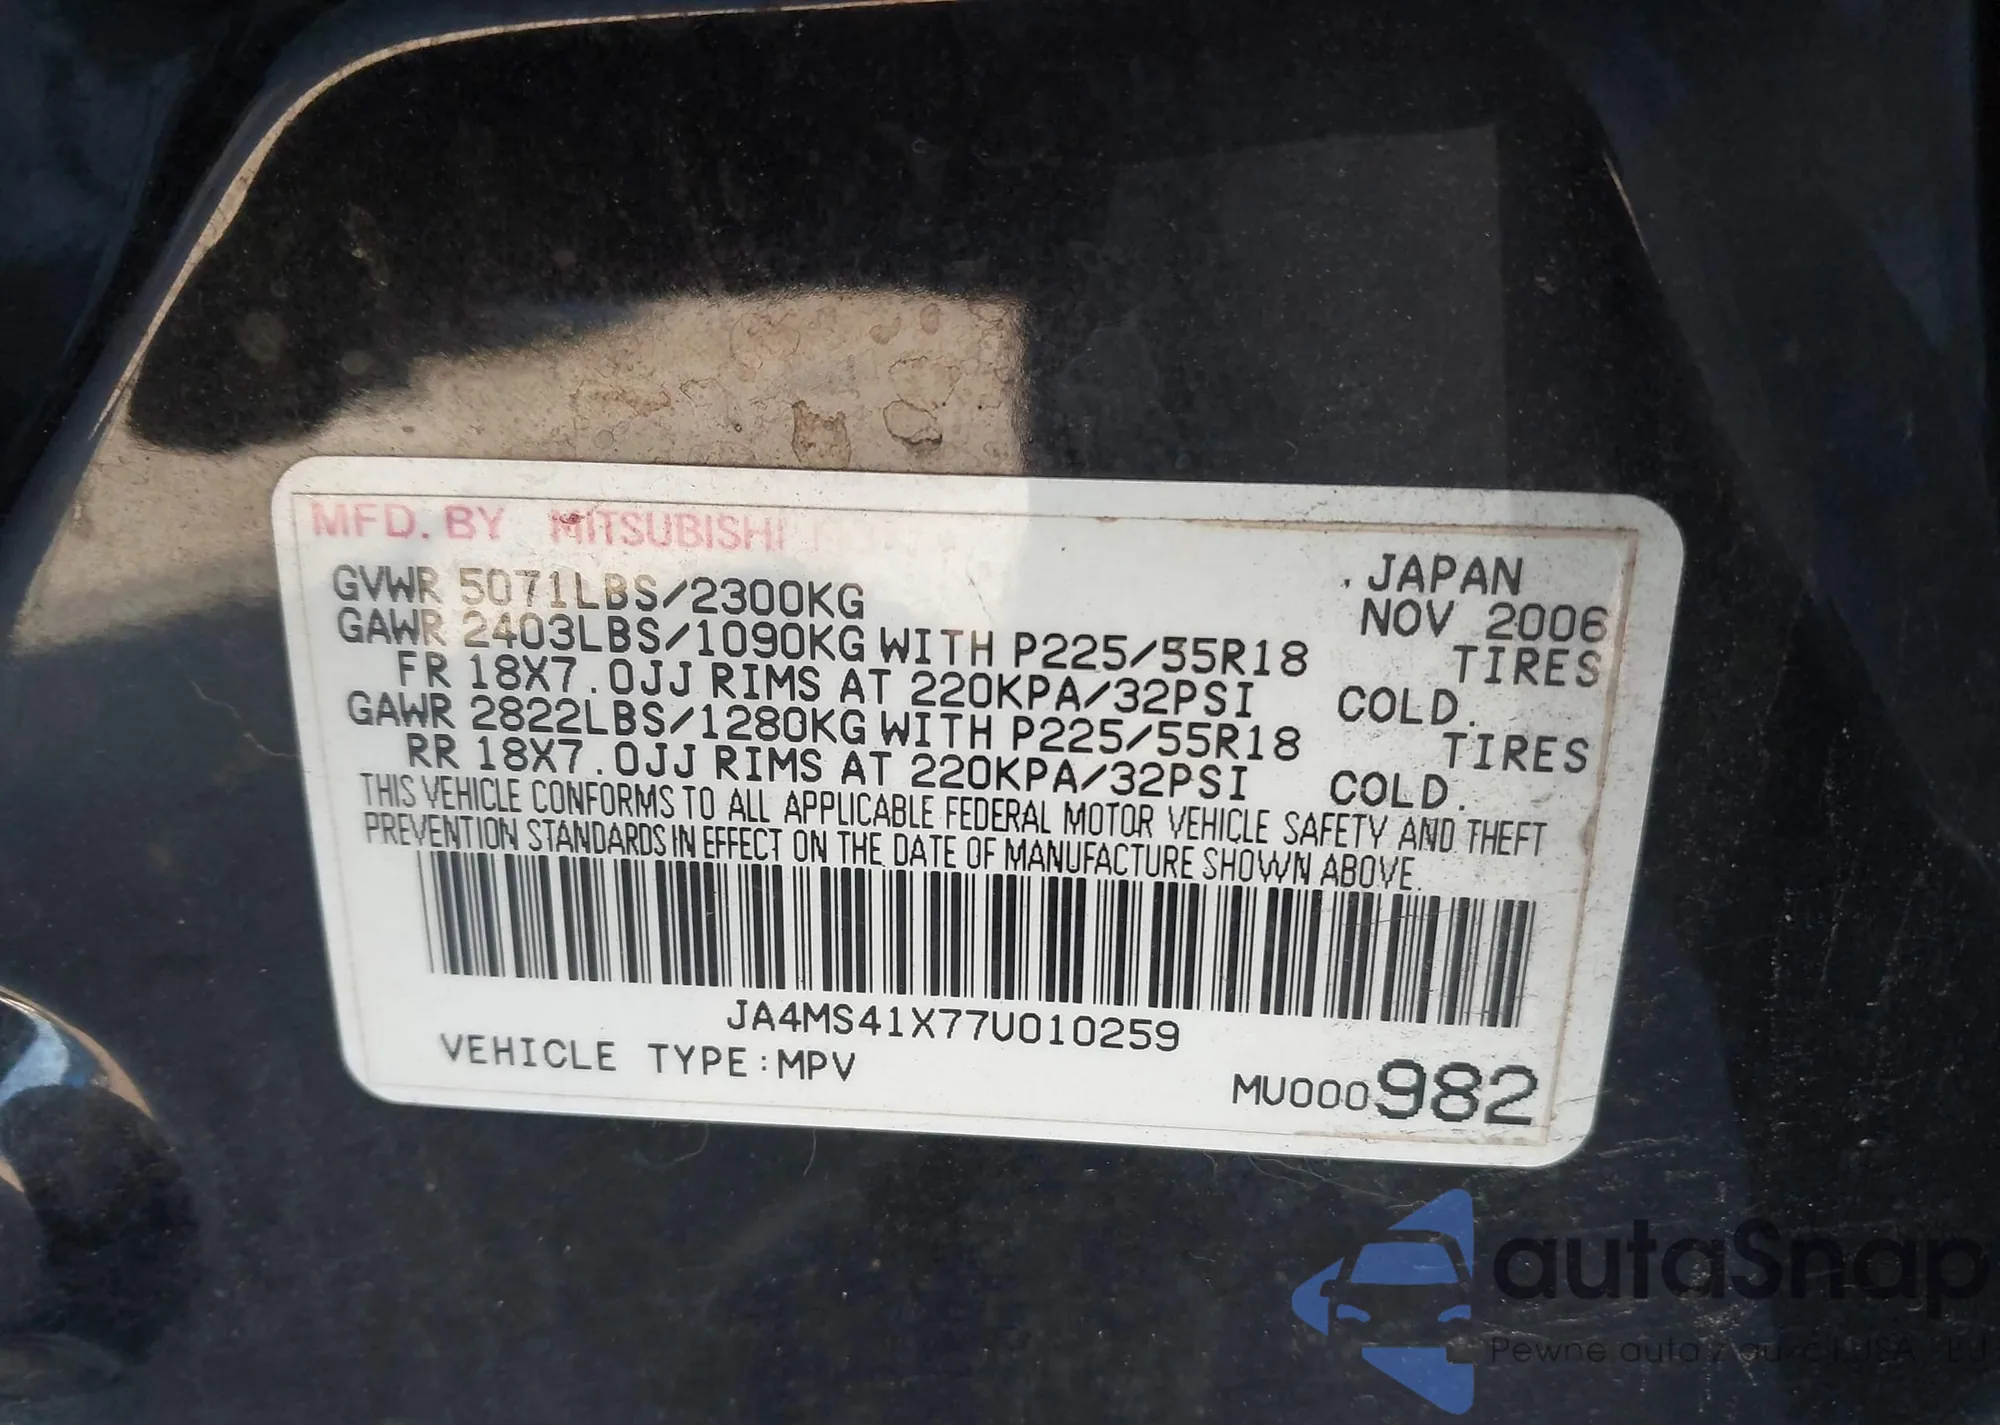 MFD. BY MITSUBISHI
. JAPAN
GVWR 5071LBS/2300KG NOV 2006
GAWR 2403LBS/1090KG WITH P225/55R18 TIRES
FR 18X7.0JJ RIMS AT 220KPA/32PSI COLD.
GAWR 2822LBS/1280KG WITH P225/55R18 TIRES
RR 18X7.0JJ RIMS AT 220KPA/32PSI COLD.
THIS VEHICLE CONFORMS TO ALL APPLICABLE FEDERAL MOTOR VEHICLE SAFETY AND THEFT
PREVENTION STANDARDS IN EFFECT ON THE DATE OF MANUFACTURE SHOWN ABOVE.
JA4MS41X77U010259
VEHICLE TYPE:MPV
MU000982
autaSnap
Pewne auta z USA